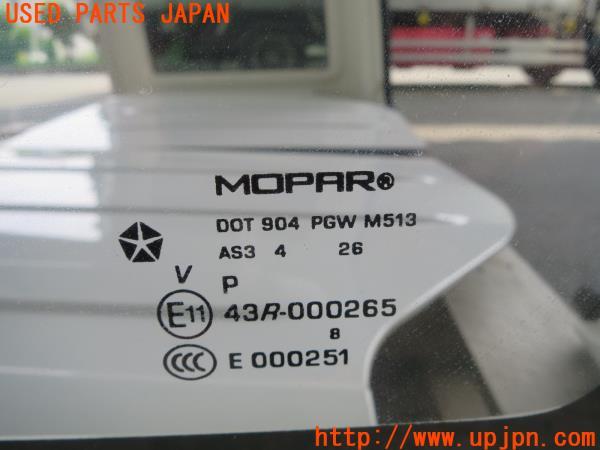 USED PARTS JAPAN
MOPAR®
DOT 904 PGW M513
AS3 4 26
V P
E11 43R-000265
8
CCC E 000251
http://www.upjpn.com/